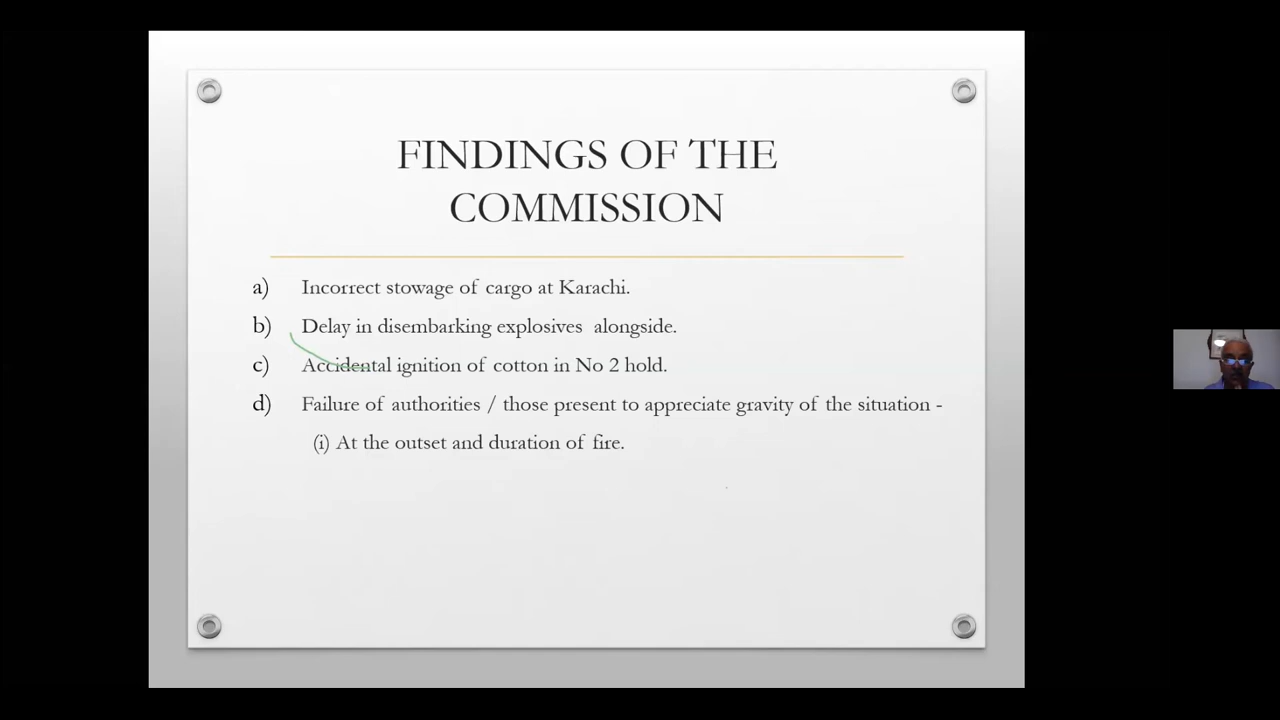 FINDINGS OF THE
COMMISSION
a) Incorrect stowage of cargo at Karachi.
b) Delay in disembarking explosives alongside.
c) Accidental ignition of cotton in No 2 hold.
d) Failure of authorities / those present to appreciate gravity of the situation -
(i) At the outset and duration of fire.